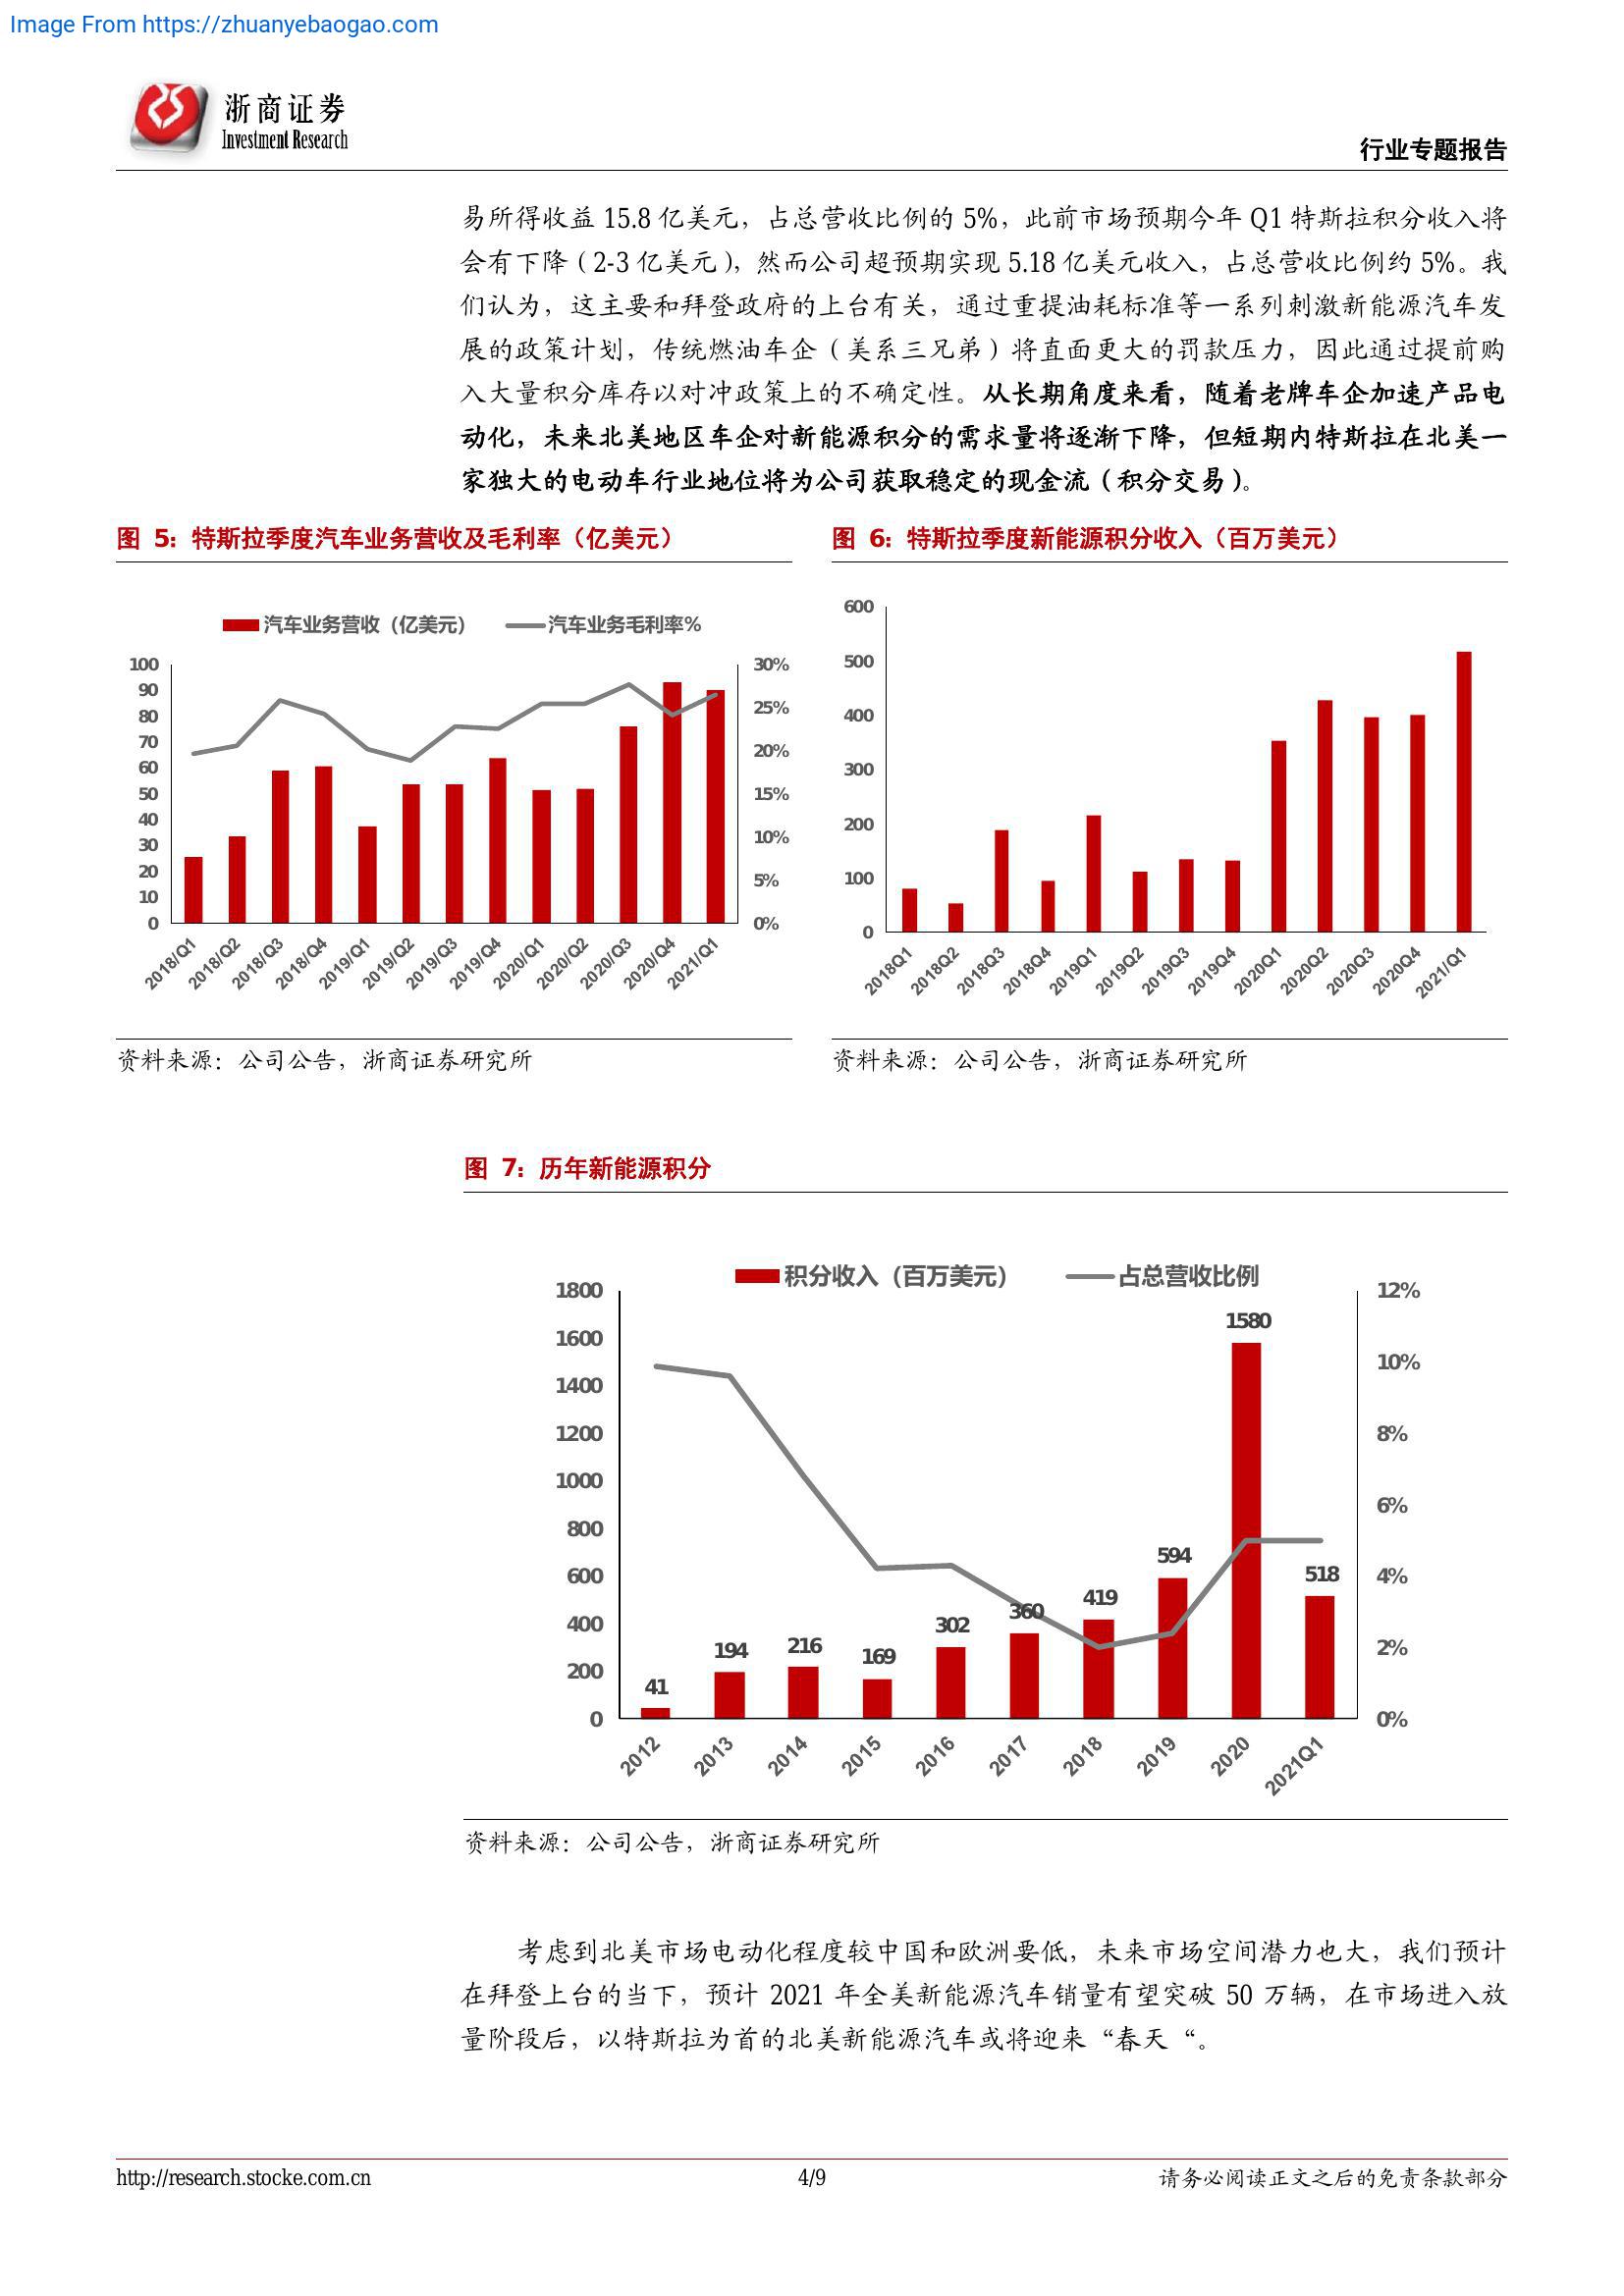 Image From https://zhuanyebaogao.com
浙商证券
Investment Research
行业专题报告
易所得收益 15.8 亿美元，占总营收比例的 5%，此前市场预期今年 Q1 特斯拉积分收入将
会有下降（2-3 亿美元），然而公司超预期实现 5.18 亿美元收入，占总营收比例约 5%。我
们认为，这主要和拜登政府的上台有关，通过重提油耗标准等一系列刺激新能源汽车发
展的政策计划，传统燃油车企（美系三兄弟）将直面更大的罚款压力，因此通过提前购
入大量积分库存以对冲政策上的不确定性。从长期角度来看，随着老牌车企加速产品电
动化，未来北美地区车企对新能源积分的需求量将逐渐下降，但短期内特斯拉在北美一
家独大的电动车行业地位将为公司获取稳定的现金流（积分交易）。
图 5：特斯拉季度汽车业务营收及毛利率（亿美元）
汽车业务营收（亿美元） 汽车业务毛利率%
100
90
80
70
60
50
40
30
20
10
0
30%
25%
20%
15%
10%
5%
0%
2018/Q1 2018/Q2 2018/Q3 2018/Q4 2019/Q1 2019/Q2 2019/Q3 2019/Q4 2020/Q1 2020/Q2 2020/Q3 2020/Q4 2021/Q1
资料来源：公司公告，浙商证券研究所
图 6：特斯拉季度新能源积分收入（百万美元）
600
500
400
300
200
100
0
2018Q1 2018Q2 2018Q3 2018Q4 2019Q1 2019Q2 2019Q3 2019Q4 2020Q1 2020Q2 2020Q3 2020Q4 2021/Q1
资料来源：公司公告，浙商证券研究所
图 7：历年新能源积分
积分收入（百万美元） 占总营收比例
1800
1600
1400
1200
1000
800
600
400
200
0
41 194 216 169 302 360 419 594 1580 518
12%
10%
8%
6%
4%
2%
0%
2012 2013 2014 2015 2016 2017 2018 2019 2020 2021Q1
资料来源：公司公告，浙商证券研究所
考虑到北美市场电动化程度较中国和欧洲要低，未来市场空间潜力也大，我们预计
在拜登上台的当下，预计 2021 年全美新能源汽车销量有望突破 50 万辆，在市场进入放
量阶段后，以特斯拉为首的北美新能源汽车或将迎来“春天“。
http://research.stocke.com.cn
4/9
请务必阅读正文之后的免责条款部分